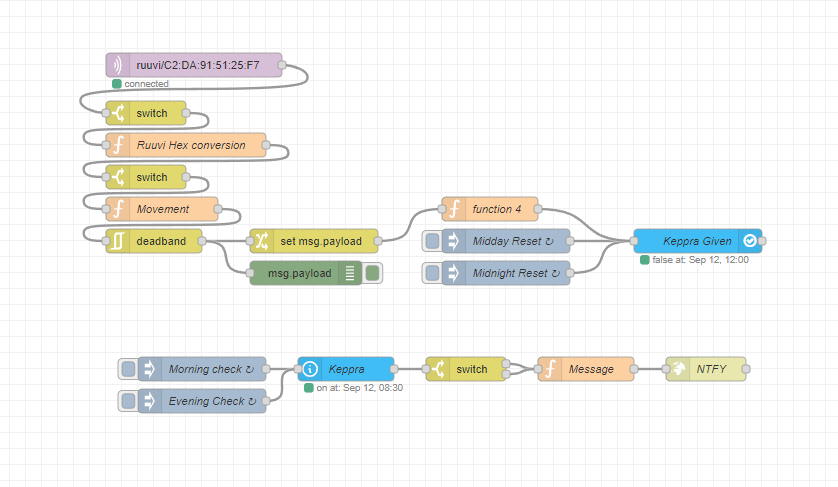 ruuvi/C2:DA:91:51:25:F7
connected
switch
Ruuvi Hex conversion
switch
Movement
function 4
deadband
set msg.payload
Midday Reset ↻
Keppra Given
false at: Sep 12, 12:00
msg.payload
Midnight Reset ↻
Morning check ↻
Keppra
switch
Message
NTFY
on at: Sep 12, 08:30
Evening Check ↻